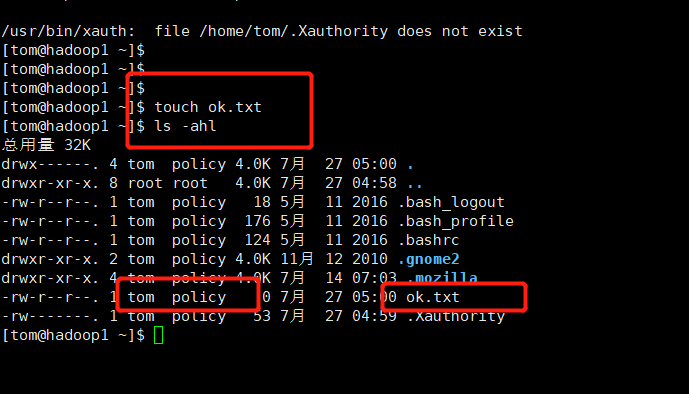 /usr/bin/xauth:  file /home/tom/.Xauthority does not exist
[tom@hadoop1 ~]$
[tom@hadoop1 ~]$
[tom@hadoop1 ~]$
[tom@hadoop1 ~]$ touch ok.txt
[tom@hadoop1 ~]$ ls -ahl
总用量 32K
drwx------. 4 tom  policy 4.0K 7月  27 05:00 .
drwxr-xr-x. 8 root root   4.0K 7月  27 04:58 ..
-rw-r--r--. 1 tom  policy   18 5月  11 2016 .bash_logout
-rw-r--r--. 1 tom  policy  176 5月  11 2016 .bash_profile
-rw-r--r--. 1 tom  policy  124 5月  11 2016 .bashrc
drwxr-xr-x. 2 tom  policy 4.0K 11月 12 2010 .gnome2
drwxr-xr-x. 4 tom  policy 4.0K 7月  14 07:03 .mozilla
-rw-r--r--. 1 tom  policy    0 7月  27 05:00 ok.txt
-rw-------. 1 tom  policy   53 7月  27 04:59 .Xauthority
[tom@hadoop1 ~]$